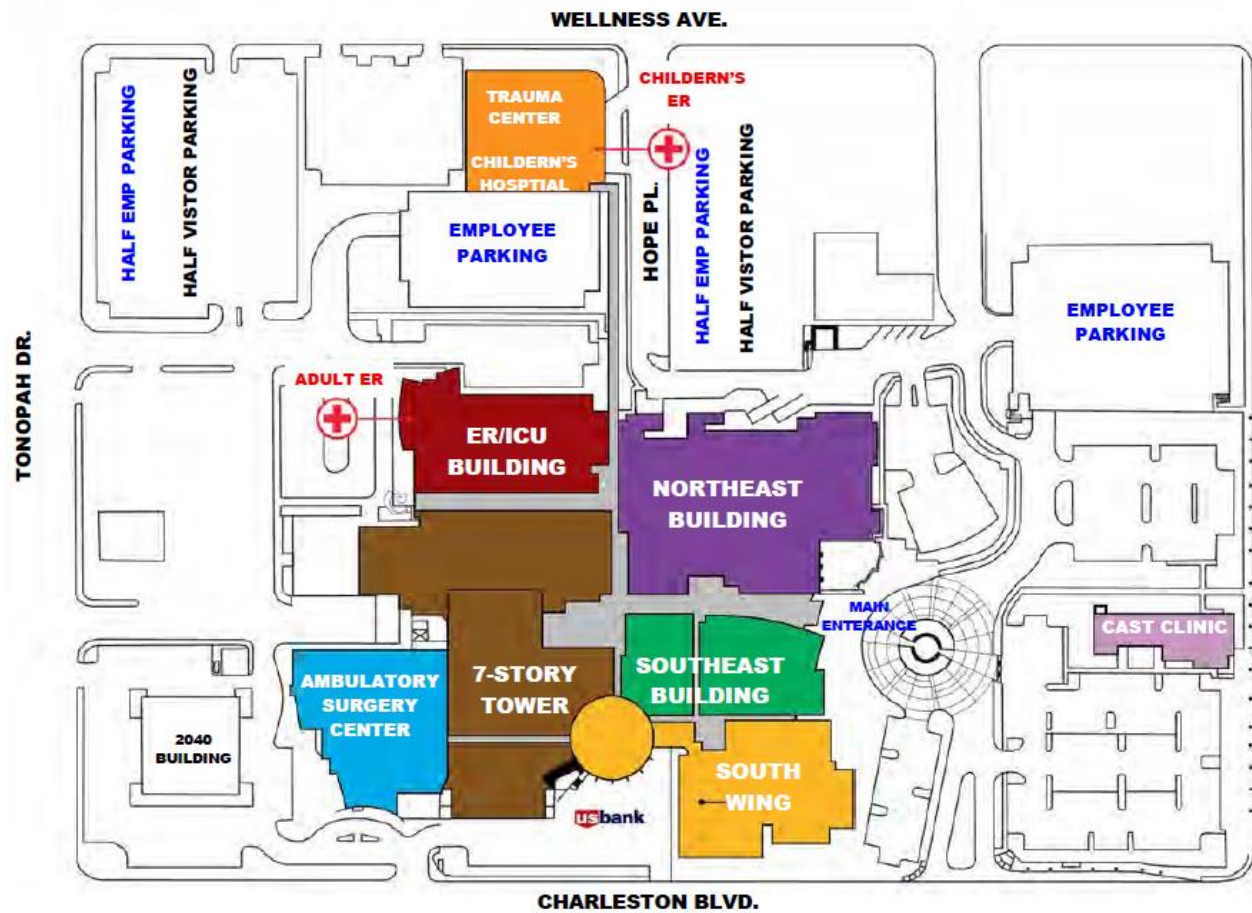 WELLNESS AVE.
HALF EMP PARKING
HALF VISTOR PARKING
TRAUMA
CENTER
CHILDERN'S
HOSPTIAL
CHILDERN'S
ER
EMPLOYEE
PARKING
HOPE PL.
HALF EMP PARKING
HALF VISTOR PARKING
EMPLOYEE
PARKING
TONOPAH DR.
ADULT ER
ER/ICU
BUILDING
NORTHEAST
BUILDING
MAIN
ENTERANCE
CAST CLINIC
AMBULATORY
SURGERY
CENTER
7-STORY
TOWER
SOUTHEAST
BUILDING
2040
BUILDING
SOUTH
WING
usbank
CHARLESTON BLVD.